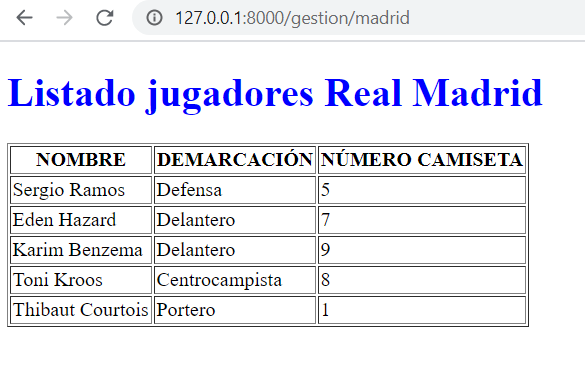 127.0.0.1:8000/gestion/madrid
Listado jugadores Real Madrid
NOMBRE DEMARCACIÓN NÚMERO CAMISETA
Sergio Ramos Defensa 5
Eden Hazard Delantero 7
Karim Benzema Delantero 9
Toni Kroos Centrocampista 8
Thibaut Courtois Portero 1